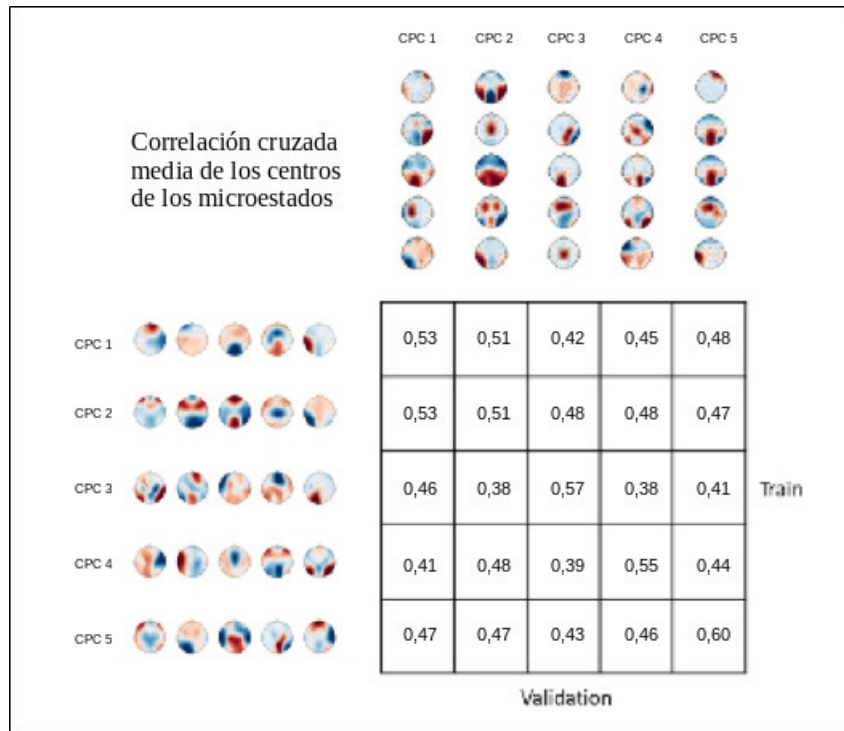 CPC 1 CPC 2 CPC 3 CPC 4 CPC 5
Correlación cruzada
media de los centros
de los microestados
CPC 1 0,53 0,51 0,42 0,45 0,48
CPC 2 0,53 0,51 0,48 0,48 0,47
CPC 3 0,46 0,38 0,57 0,38 0,41 Train
CPC 4 0,41 0,48 0,39 0,55 0,44
CPC 5 0,47 0,47 0,43 0,46 0,60
Validation